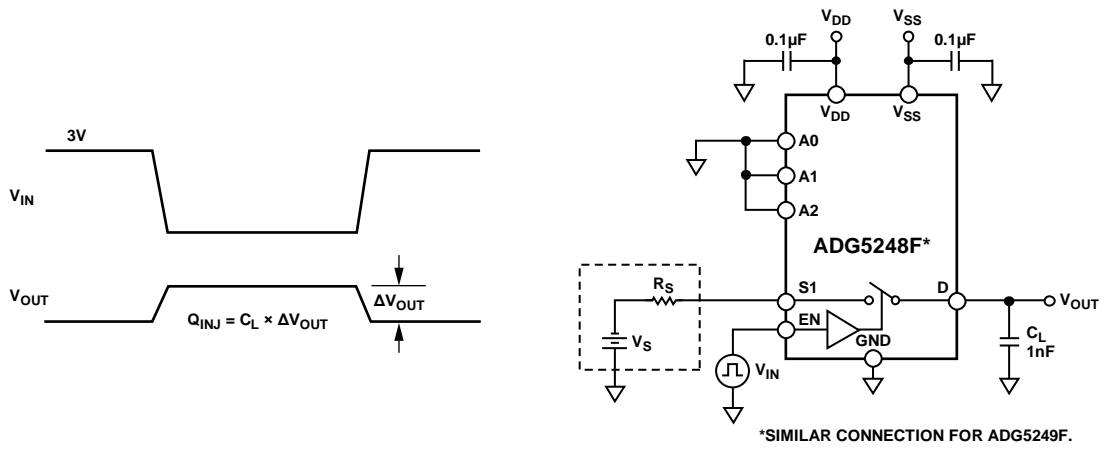 3V
V_IN
V_OUT
ΔV_OUT
Q_INJ = C_L × ΔV_OUT
V_DD
V_SS
0.1µF
0.1µF
V_DD
V_SS
A0
A1
A2
ADG5248F*
R_S
S1
D
V_OUT
EN
GND
V_S
V_IN
C_L
1nF
*SIMILAR CONNECTION FOR ADG5249F.